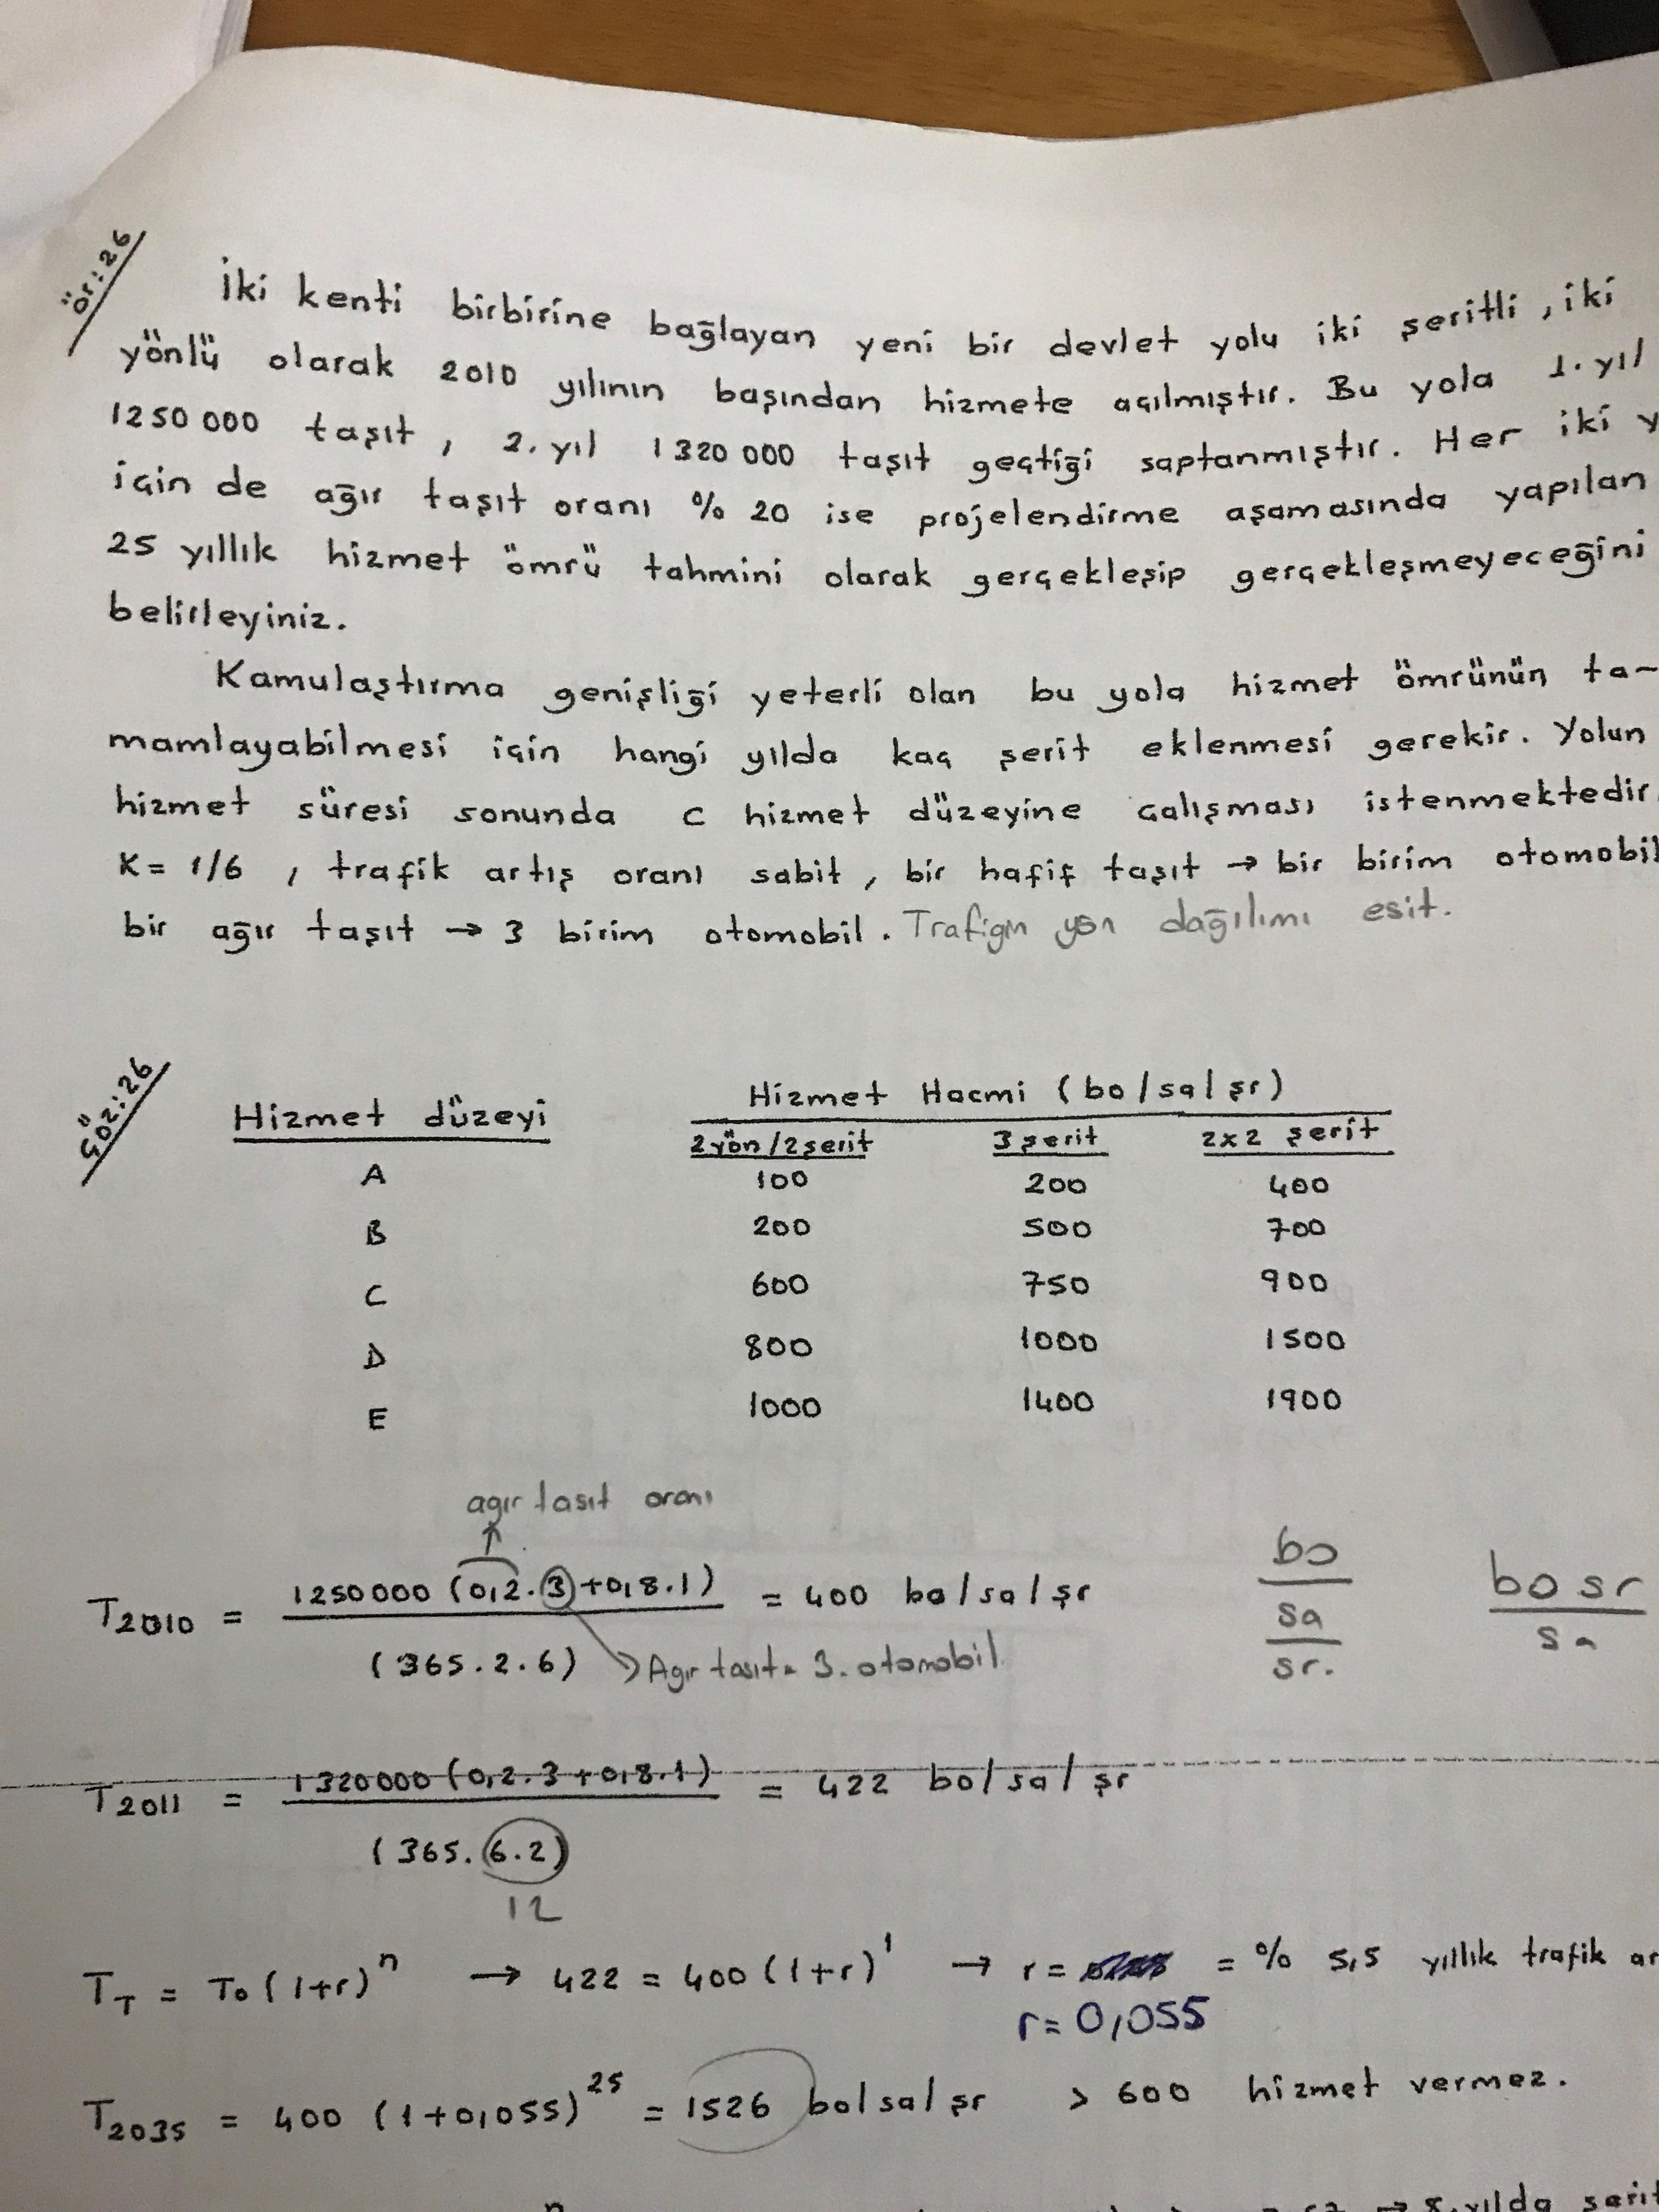 ör:26
İki kenti birbirine bağlayan yeni bir devlet yolu iki şeritli, iki
yönlü olarak 2010 yılının başından hizmete açılmıştır. Bu yola 1. yıl
1250 000 taşıt, 2. yıl 1320 000 taşıt geçtiği saptanmıştır. Her iki y
için de ağır taşıt oranı % 20 ise projelendirme aşamasında yapılan
25 yıllık hizmet ömrü tahmini olarak gerçekleşip gerçekleşmeyeceğini
belirleyiniz.
Kamulaştırma genişliği yeterli olan bu yola hizmet ömrünün ta-
mamlayabilmesi için hangi yılda kaç şerit eklenmesi gerekir. Yolun
hizmet süresi sonunda C hizmet düzeyine çalışması istenmektedir.
K = 1/6 , trafik artış oranı sabit, bir hafif taşıt → bir birim otomobil
bir ağır taşıt → 3 birim otomobil. Trafigin yön dağılımı esit.
Çöz:26
Hizmet düzeyi Hizmet Hacmi (bo/sa/şr)
2 yön/2 şerit 3 şerit 2x2 şerit
A 100 200 400
B 200 500 700
C 600 750 900
D 800 1000 1500
E 1000 1400 1900
agır tasıt oranı
T2010 = 1250000 (0,2.3+0,8.1) / (365.2.6) = 400 bo/sa/şr
bo / sa / sr. bo sr / sa
Agır tasıt = 3. otomobil
T2011 = 1320000 (0,2.3+0,8.1) / (365.6.2) = 422 bo/sa/şr
12
TT = To (1+r)^n → 422 = 400 (1+r)^1 → r = = % 5,5 yıllık trafik ar
r = 0,055
T2035 = 400 (1+0,055)^25 = 1526 bo/sa/şr > 600 hizmet vermez.
→ 8. yılda şerit